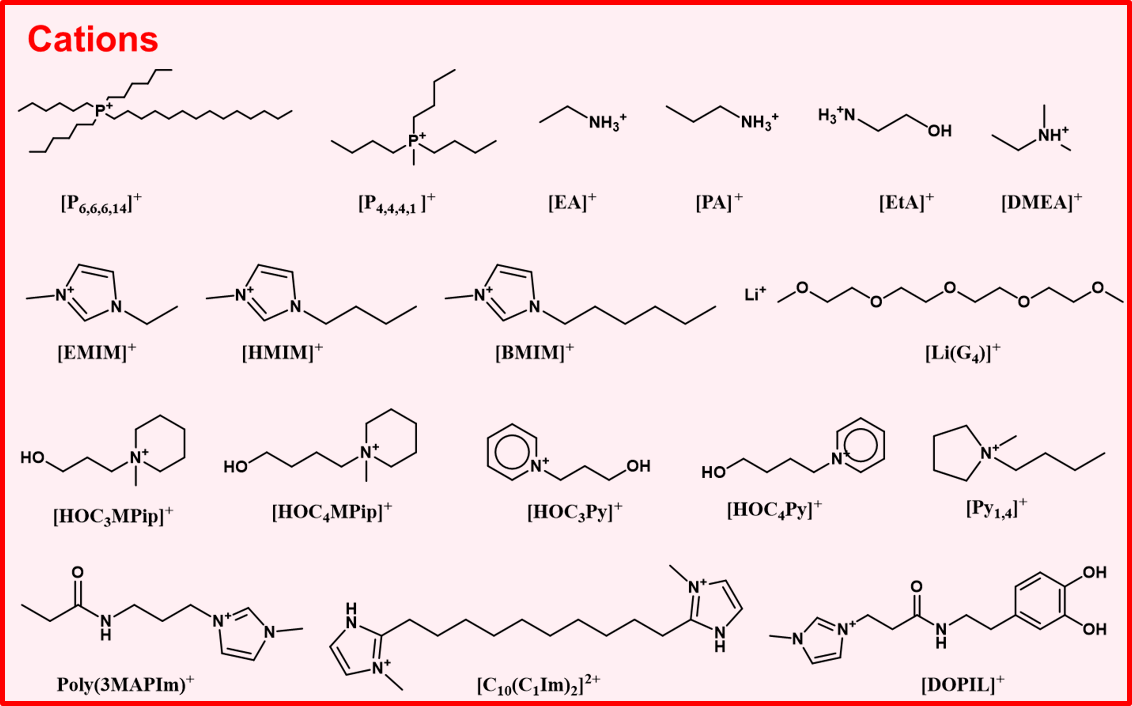 Cations
P⁺
P⁺
NH₃⁺
NH₃⁺
H₃⁺N
OH
NH⁺
[P₆,₆,₆,₁₄]⁺
[P₄,₄,₄,₁ ]⁺
[EA]⁺
[PA]⁺
[EtA]⁺
[DMEA]⁺
N⁺
N
N⁺
N
N⁺
N
Li⁺
O
O
O
O
O
[EMIM]⁺
[HMIM]⁺
[BMIM]⁺
[Li(G₄)]⁺
HO
N⁺
HO
N⁺
N⁺
OH
HO
N⁺
N⁺
[HOC₃MPip]⁺
[HOC₄MPip]⁺
[HOC₃Py]⁺
[HOC₄Py]⁺
[Py₁,₄]⁺
O
N
H
N⁺
N
H
N
N⁺
N⁺
N
H
N
N⁺
O
N
H
OH
OH
Poly(3MAPIm)⁺
[C₁₀(C₁Im)₂]²⁺
[DOPIL]⁺